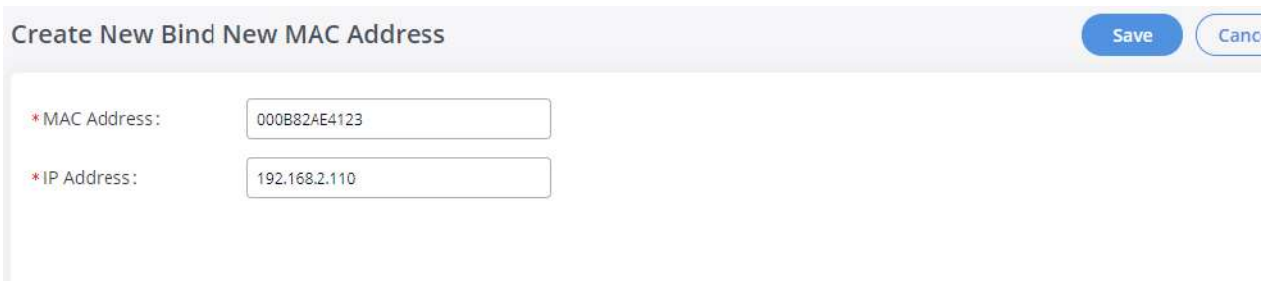 Create New Bind New MAC Address Save Canc
*MAC Address: 000B82AE4123
*IP Address: 192.168.2.110